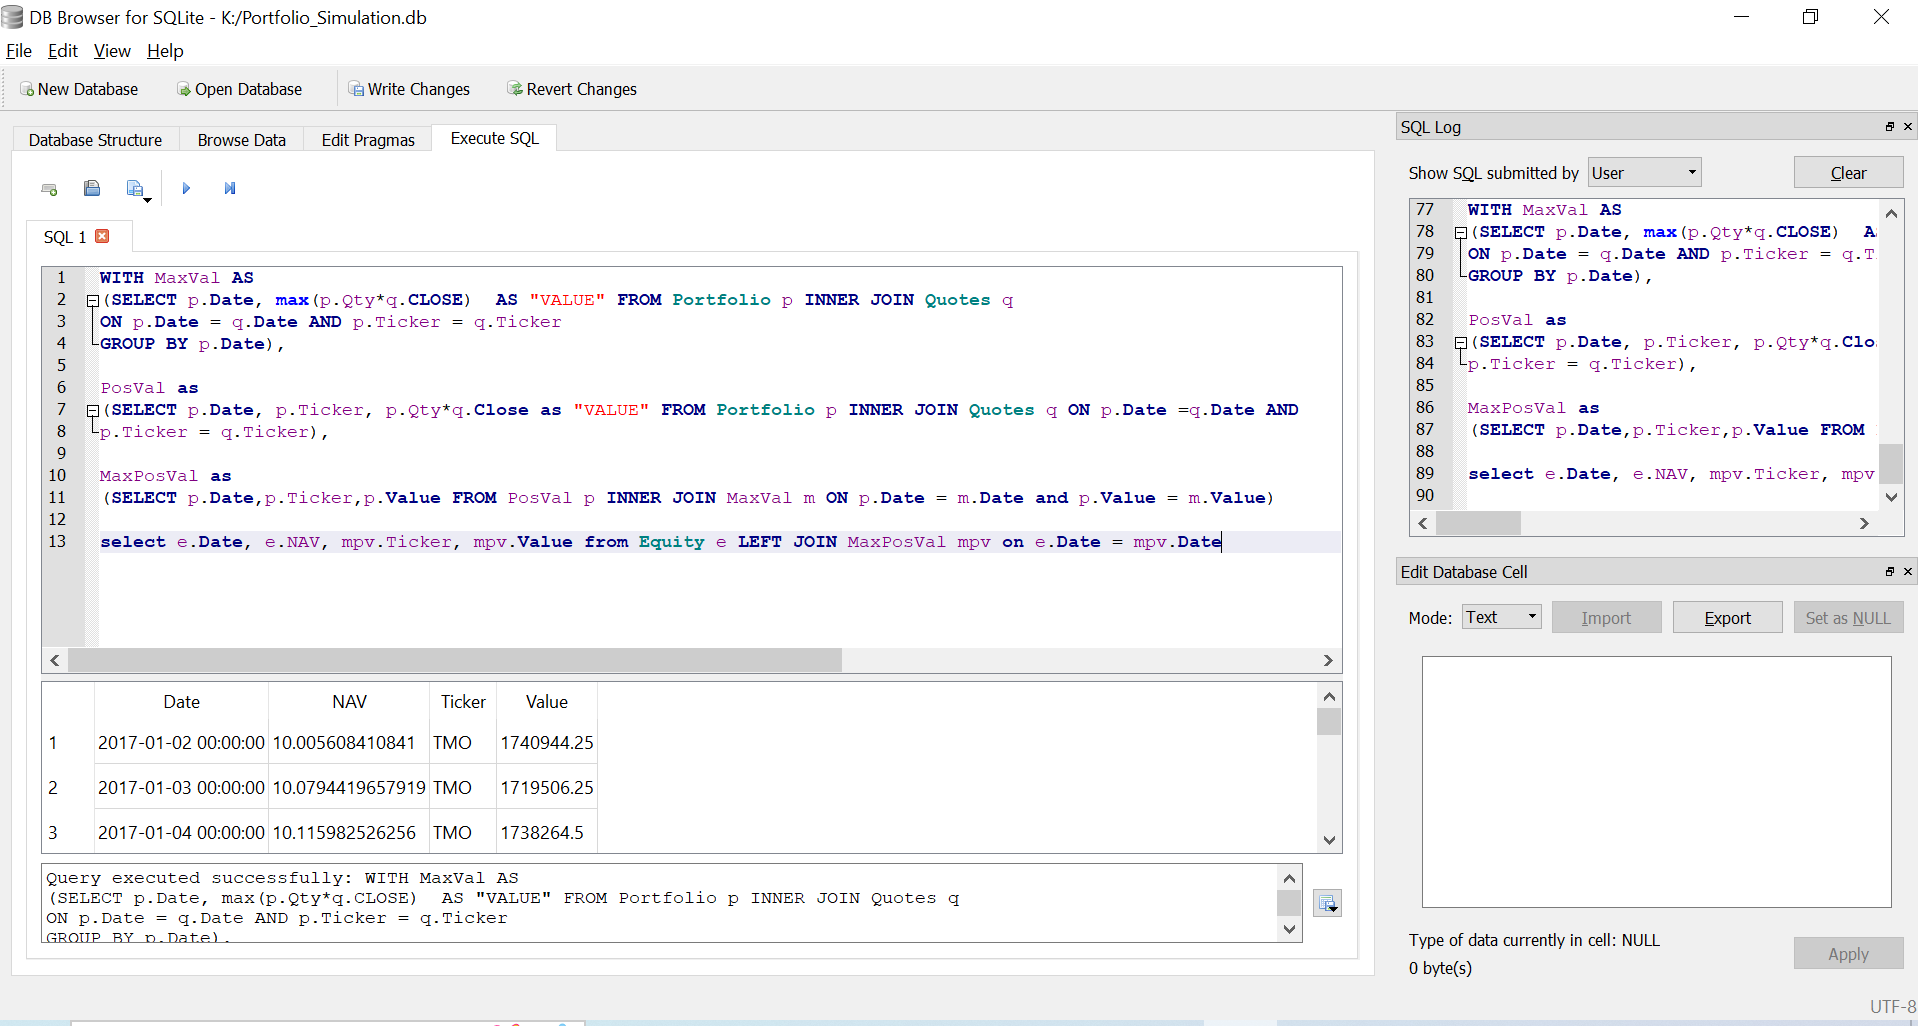 DB Browser for SQLite - K:/Portfolio_Simulation.db
File Edit View Help
New Database Open Database Write Changes Revert Changes
Database Structure Browse Data Edit Pragmas Execute SQL
SQL 1
1 WITH MaxVal AS
2 (SELECT p.Date, max(p.Qty*q.CLOSE)  AS "VALUE" FROM Portfolio p INNER JOIN Quotes q
3 ON p.Date = q.Date AND p.Ticker = q.Ticker
4 GROUP BY p.Date),
5
6 PosVal as
7 (SELECT p.Date, p.Ticker, p.Qty*q.Close as "VALUE" FROM Portfolio p INNER JOIN Quotes q ON p.Date =q.Date AND
8 p.Ticker = q.Ticker),
9
10 MaxPosVal as
11 (SELECT p.Date,p.Ticker,p.Value FROM PosVal p INNER JOIN MaxVal m ON p.Date = m.Date and p.Value = m.Value)
12
13 select e.Date, e.NAV, mpv.Ticker, mpv.Value from Equity e LEFT JOIN MaxPosVal mpv on e.Date = mpv.Date
Date NAV Ticker Value
1 2017-01-02 00:00:00 10.005608410841 TMO 1740944.25
2 2017-01-03 00:00:00 10.0794419657919 TMO 1719506.25
3 2017-01-04 00:00:00 10.115982526256 TMO 1738264.5
Query executed successfully: WITH MaxVal AS
(SELECT p.Date, max(p.Qty*q.CLOSE)  AS "VALUE" FROM Portfolio p INNER JOIN Quotes q
ON p.Date = q.Date AND p.Ticker = q.Ticker
GROUP BY p.Date),
SQL Log
Show SQL submitted by User Clear
77 WITH MaxVal AS
78 (SELECT p.Date, max(p.Qty*q.CLOSE)  A
79 ON p.Date = q.Date AND p.Ticker = q.T
80 GROUP BY p.Date),
81
82 PosVal as
83 (SELECT p.Date, p.Ticker, p.Qty*q.Clo
84 p.Ticker = q.Ticker),
85
86 MaxPosVal as
87 (SELECT p.Date,p.Ticker,p.Value FROM
88
89 select e.Date, e.NAV, mpv.Ticker, mpv
90
Edit Database Cell
Mode: Text Import Export Set as NULL
Type of data currently in cell: NULL
0 byte(s)
Apply
UTF-8